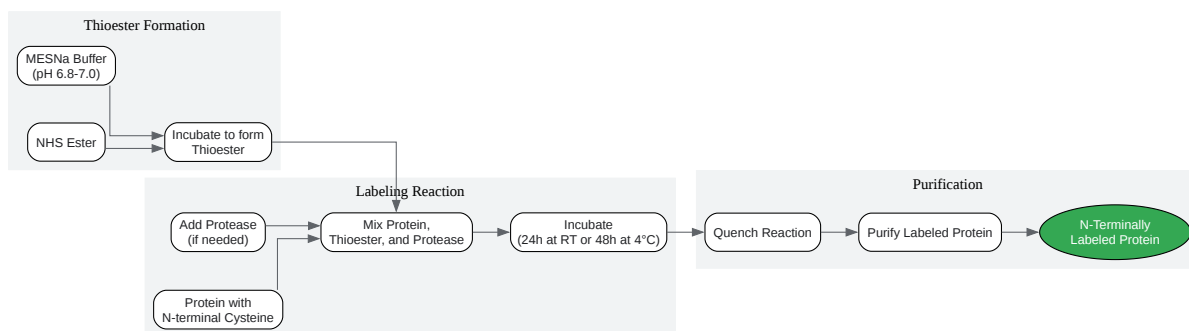 Thioester Formation
MESNa Buffer
(pH 6.8-7.0)
NHS Ester
Incubate to form
Thioester
Labeling Reaction
Add Protease
(if needed)
Mix Protein,
Thioester, and Protease
Incubate
(24h at RT or 48h at 4°C)
Protein with
N-terminal Cysteine
Purification
Quench Reaction
Purify Labeled Protein
N-Terminally
Labeled Protein